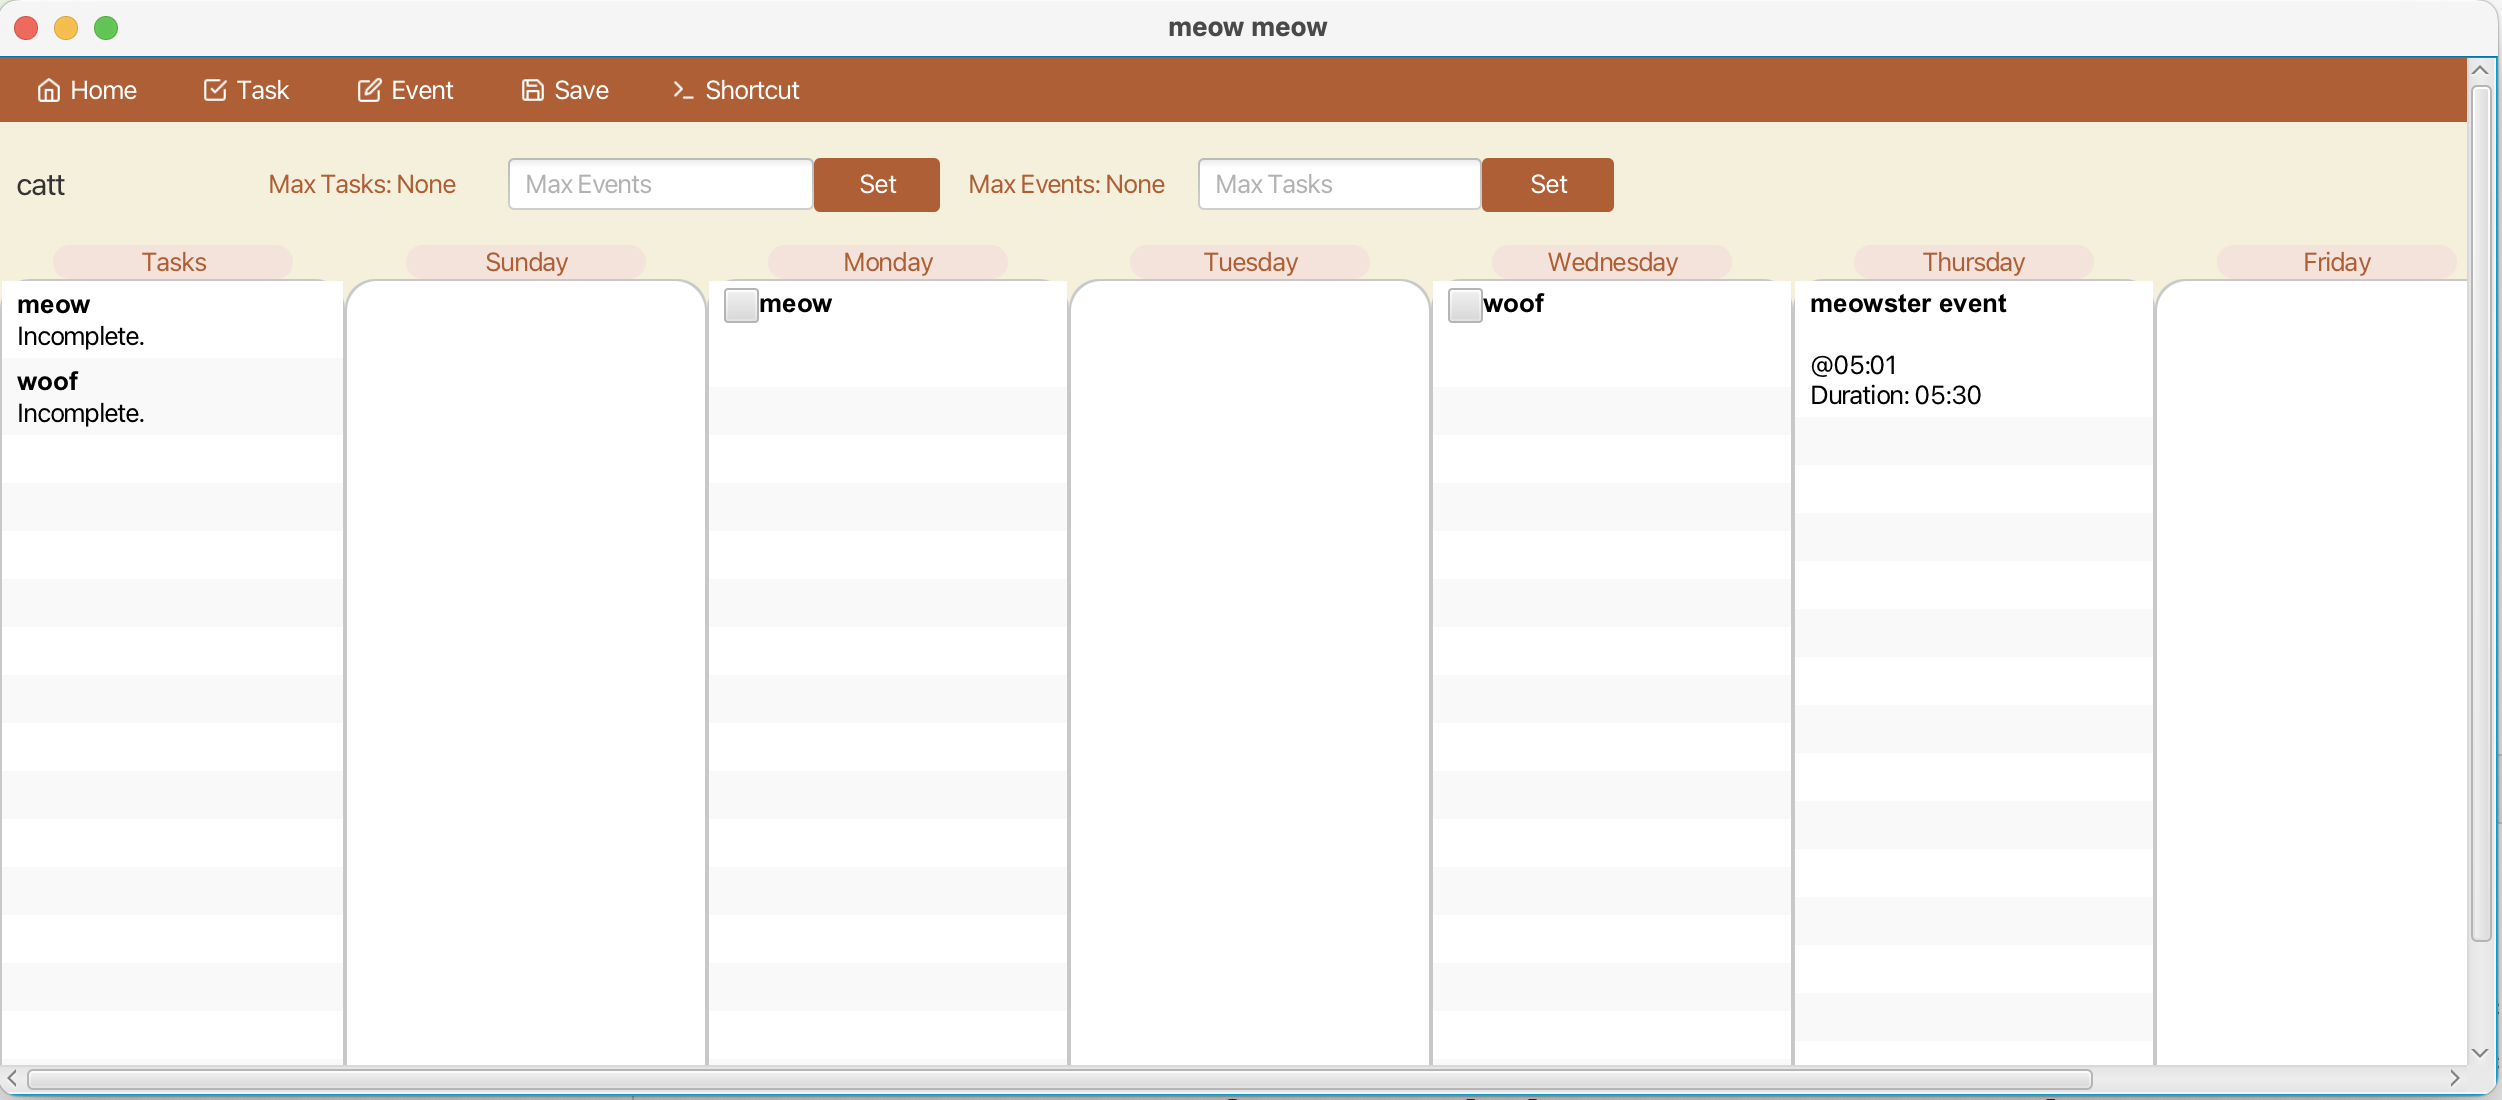 meow meow
Home Task Event Save Shortcut
catt Max Tasks: None Max Events Set Max Events: None Max Tasks Set
Tasks Sunday Monday Tuesday Wednesday Thursday Friday
meow meow woof meowster event
Incomplete.
@05:01
woof
Duration: 05:30
Incomplete.